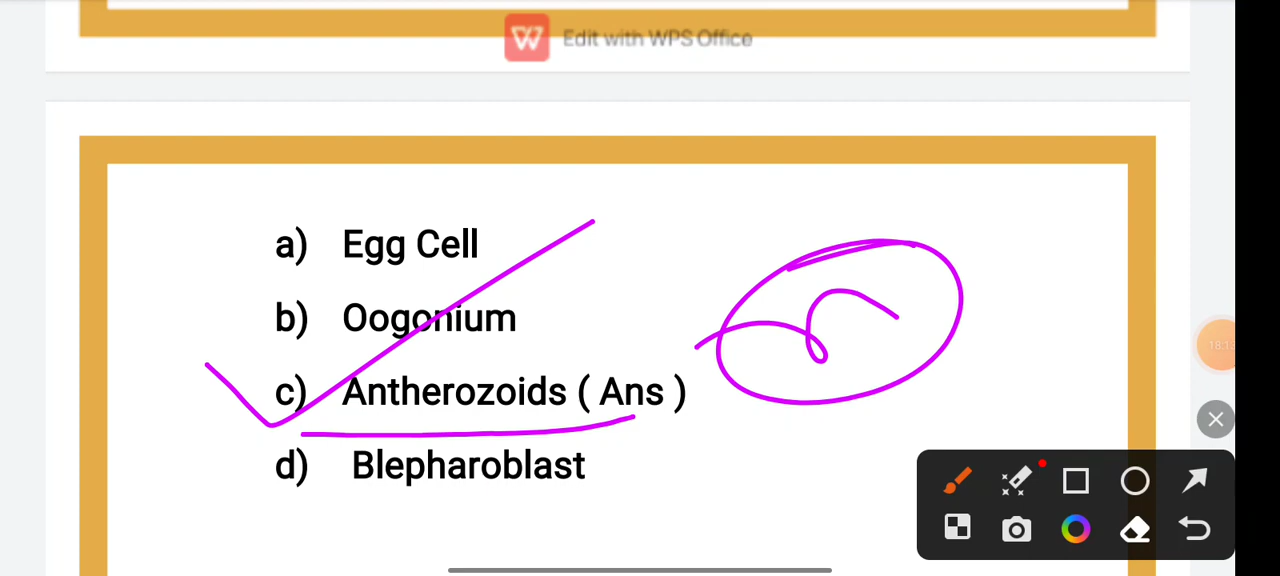 Edit with WPS Office
a) Egg Cell
b) Oogonium
c) Antherozoids ( Ans )
d) Blepharoblast